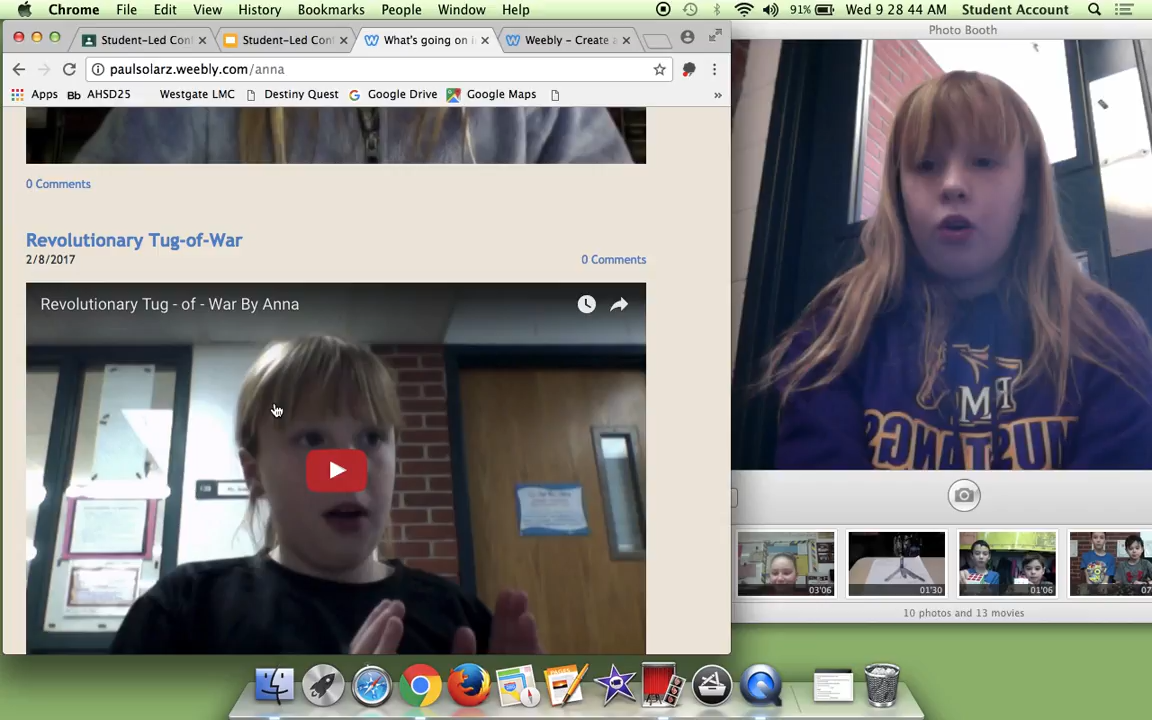 Chrome File Edit View History Bookmarks People Window Help 91% Wed 9 28 44 AM Student Account
Student-Led Con
Student-Led Con
What's going on i
Weebly - Create a
paulsolarz.weebly.com/anna
Apps Bb AHSD25 Westgate LMC Destiny Quest Google Drive Google Maps »
0 Comments
Revolutionary Tug-of-War
2/8/2017 0 Comments
Revolutionary Tug - of - War By Anna
Photo Booth
RM
MUSTANGS
03'06 01'30 01'06 07
10 photos and 13 movies